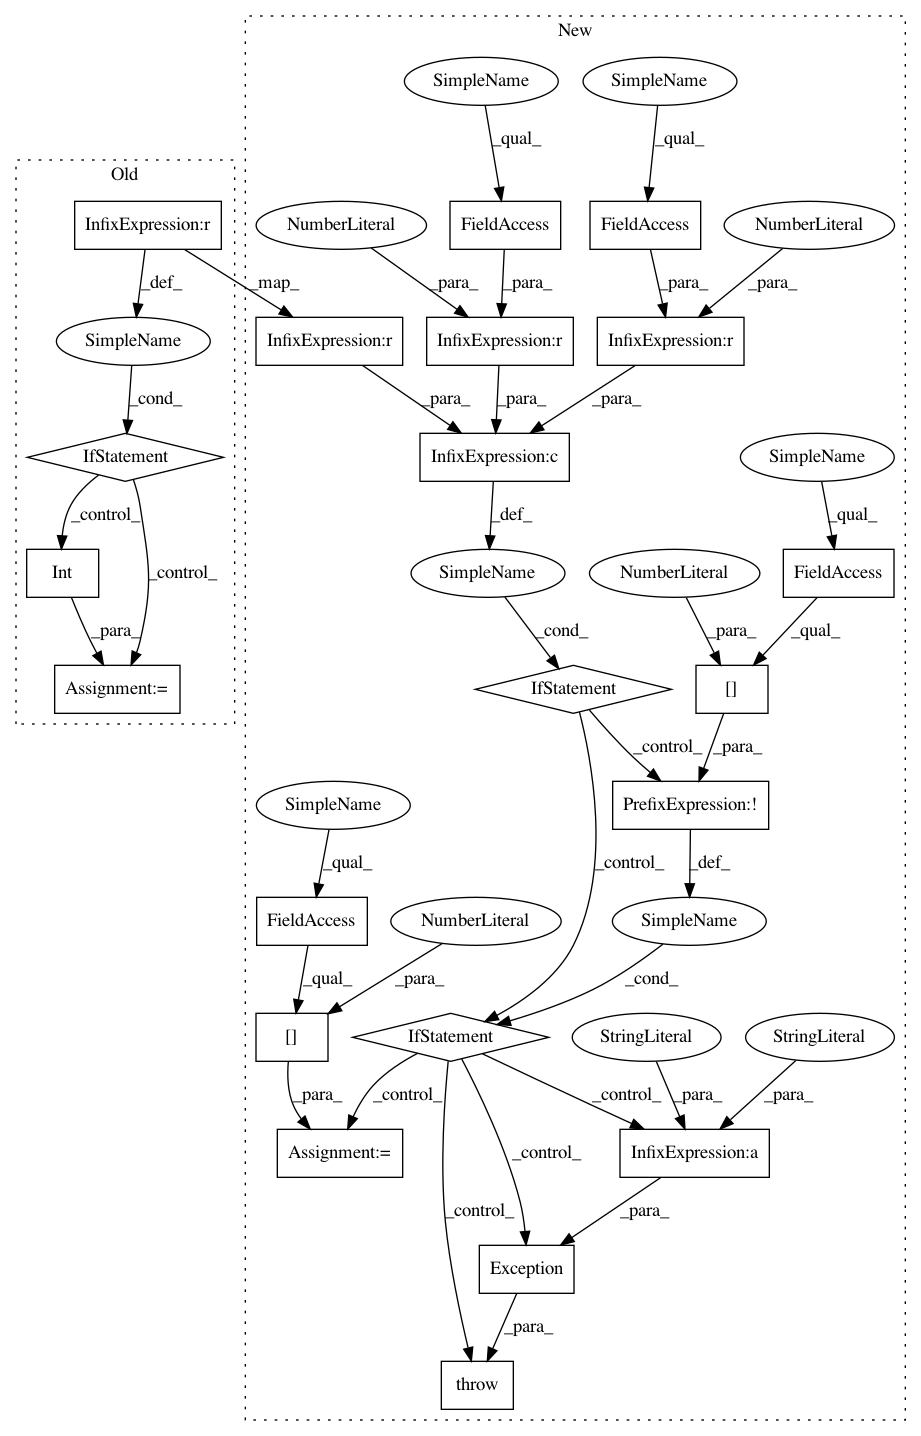 New
SimpleName
SimpleName
_qual_
_qual_
Old
InfixExpression:r
NumberLiteral
FieldAccess
FieldAccess
NumberLiteral
_def_
_map_
_para_
_para_
_para_
_para_
SimpleName
InfixExpression:r
InfixExpression:r
InfixExpression:r
_cond_
_para_
_para_
_para_
IfStatement
InfixExpression:c
SimpleName
_control_
_def_
_qual_
Int
_control_
SimpleName
NumberLiteral
FieldAccess
_para_
_cond_
_para_
_qual_
Assignment:=
IfStatement
[]
_control_
_para_
SimpleName
PrefixExpression:!
_qual_
_control_
_def_
FieldAccess
NumberLiteral
SimpleName
_qual_
_para_
_cond_
[]
IfStatement
StringLiteral
StringLiteral
_para_
_control_
_control_
_para_
_para_
Assignment:=
_control_
InfixExpression:a
_control_
_para_
Exception
_para_
throw